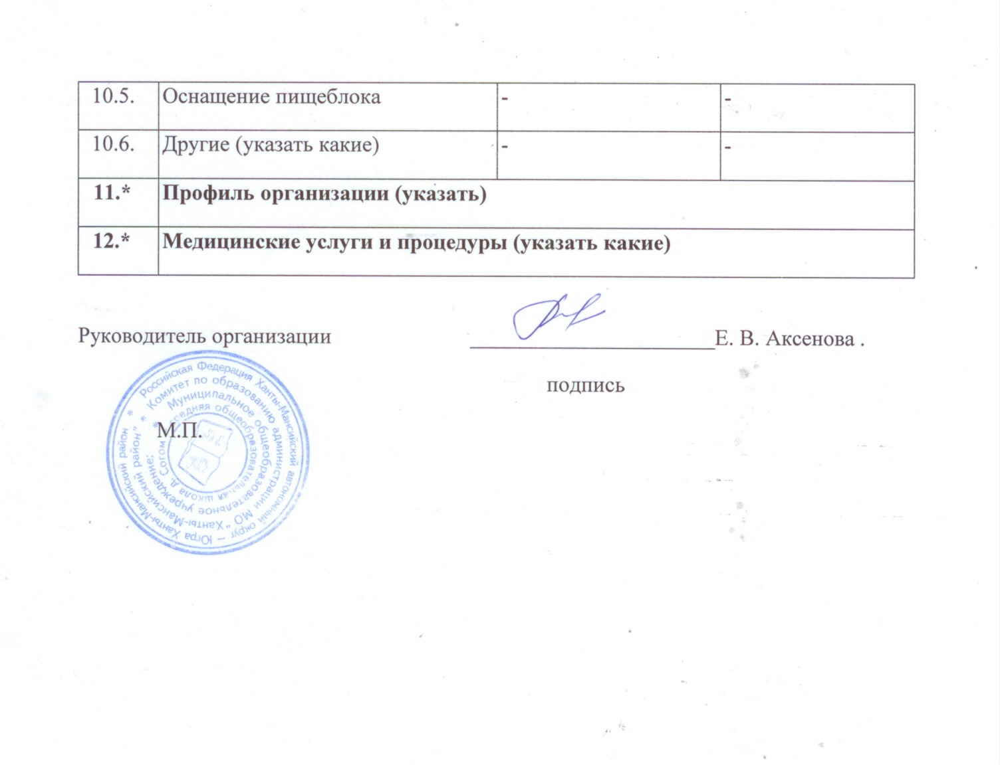 10.5. Оснащение пищеблока - -
10.6. Другие (указать какие) - -
11.* Профиль организации (указать)
12.* Медицинские услуги и процедуры (указать какие)
Руководитель организации Е. В. Аксенова .
подпись
М.П.
* Российская Федерация Ханты-Мансийский автономный округ – Югра Ханты-Мансийский район
* Комитет по образованию администрации МО "Ханты-Мансийский район"
* Муниципальное общеобразовательное учреждение:
средняя общеобразовательная школа д. Согом